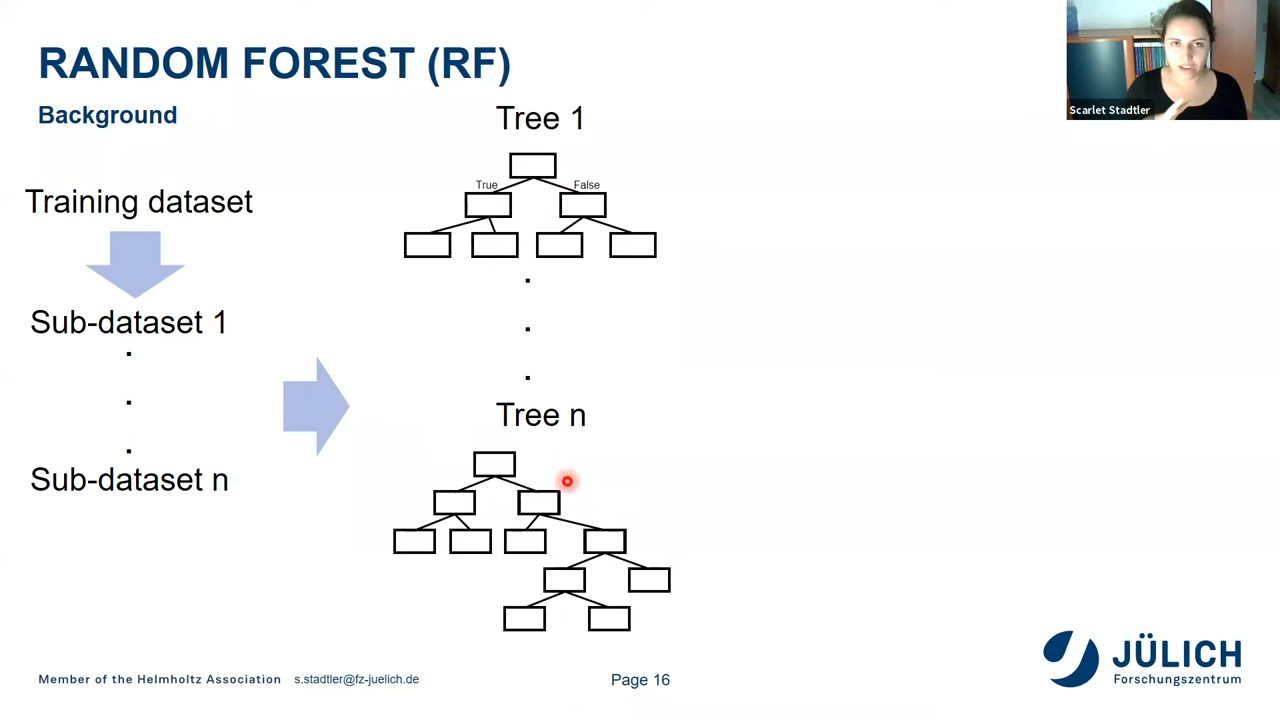 RANDOM FOREST (RF)
Background
Scarlet Stadtler
Training dataset
Sub-dataset 1
.
.
.
Sub-dataset n
Tree 1
True
False
.
.
.
Tree n
Member of the Helmholtz Association
s.stadtler@fz-juelich.de
Page 16
JÜLICH
Forschungszentrum